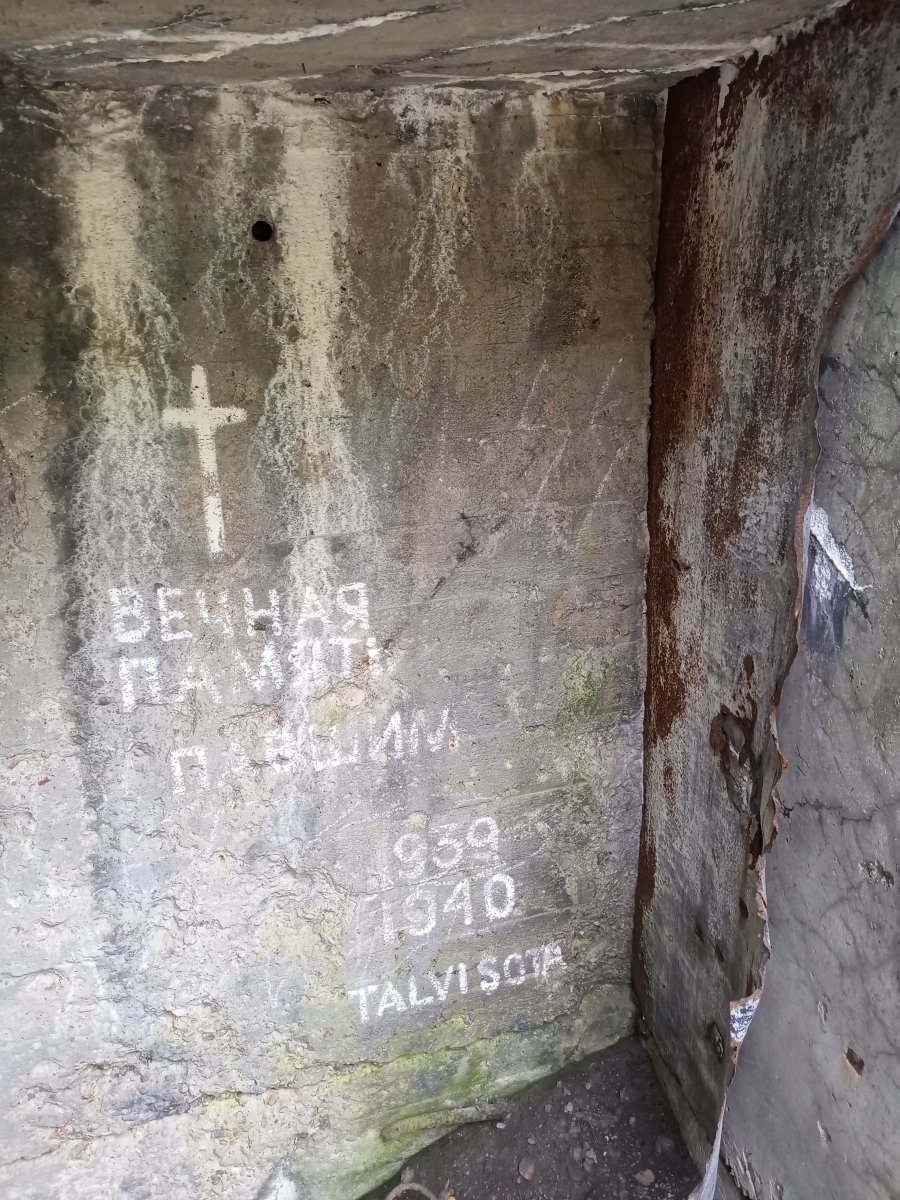 ВЕЧНАЯ
ПАМЯТЬ
ПАВШИМ
1939
1940
TALVI SOTA